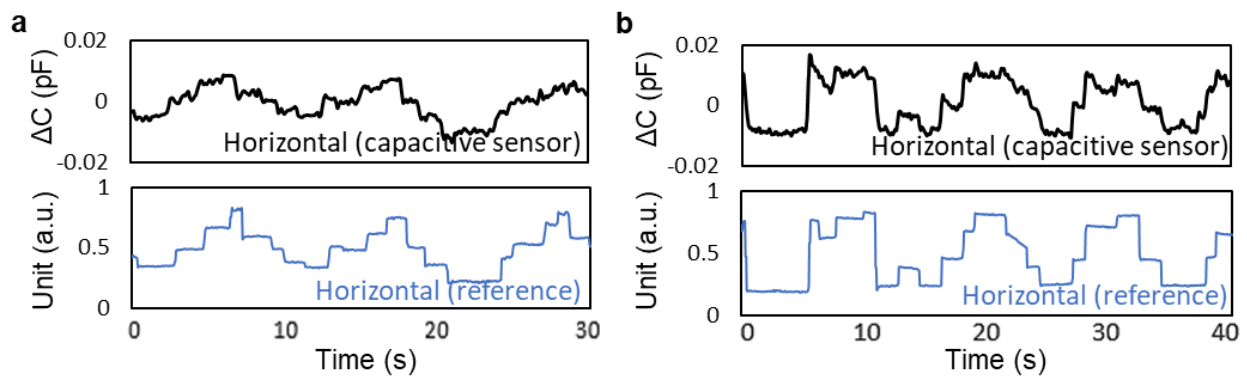 a
0.02
0
-0.02
ΔC (pF)
Horizontal (capacitive sensor)
1
0.5
0
Unit (a.u.)
Horizontal (reference)
0 10 20 30
Time (s)
b
0.02
0
-0.02
ΔC (pF)
Horizontal (capacitive sensor)
1
0.5
0
Unit (a.u.)
Horizontal (reference)
0 10 20 30 40
Time (s)